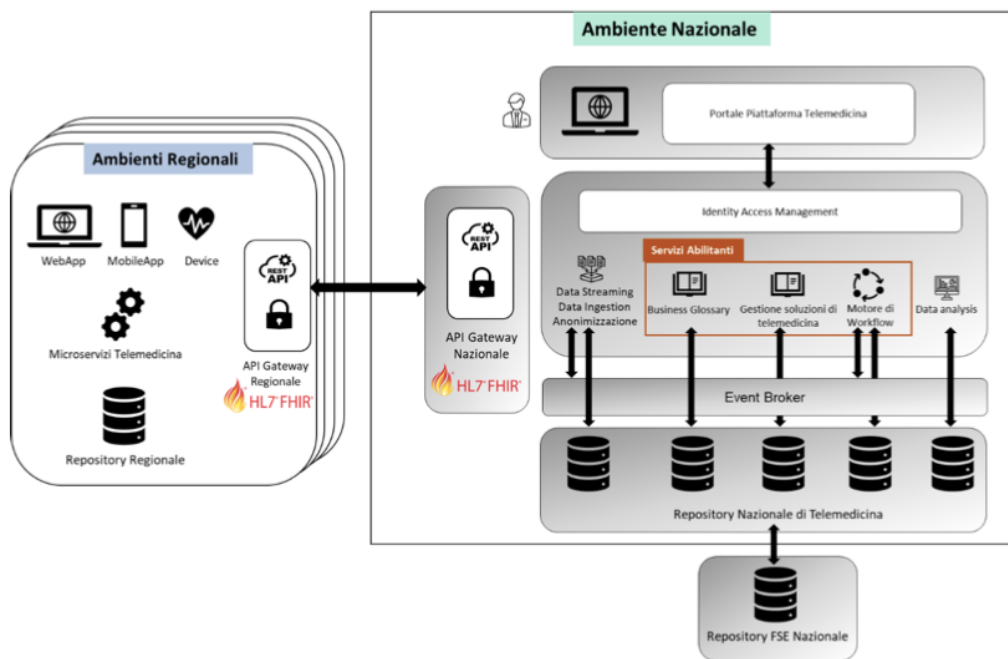 Ambiente Nazionale
Portale Piattaforma Telemedicina
Identity Access Management
Servizi Abilitanti
Data Streaming
Data Ingestion
Anonimizzazione
Business Glossary
Gestione soluzioni di
telemedicina
Motore di
Workflow
Data analysis
Event Broker
Repository Nazionale di Telemedicina
Repository FSE Nazionale
Ambienti Regionali
WebApp
MobileApp
Device
Microservizi Telemedicina
Repository Regionale
REST
API
API Gateway
Regionale
HL7® FHIR®
REST
API
API Gateway
Nazionale
HL7® FHIR®